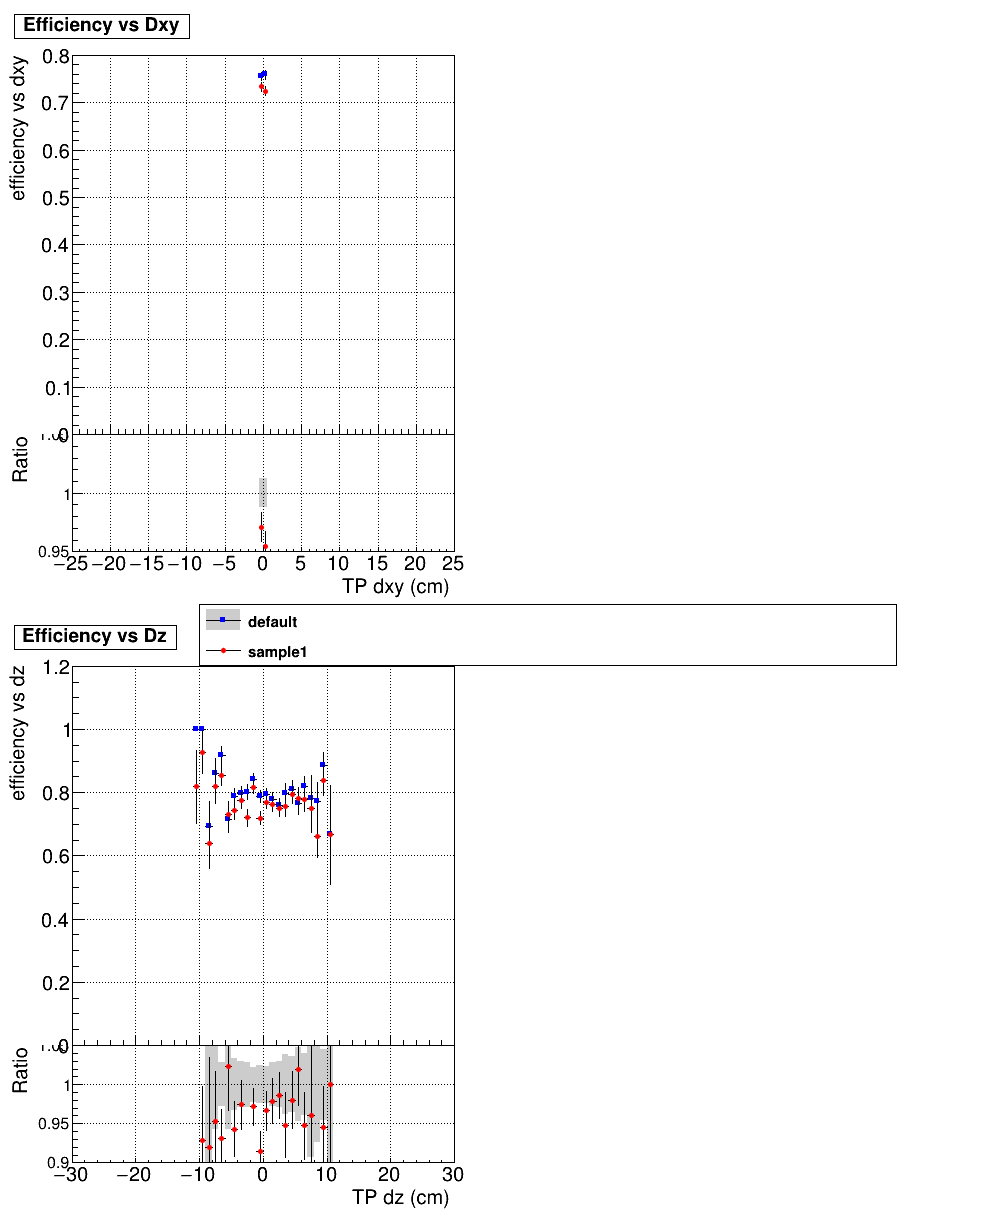 Efficiency vs Dxy
efficiency vs dxy
0.8
0.7
0.6
0.5
0.4
0.3
0.2
0.1
0
Ratio
1
0.95
−25 −20 −15 −10 −5 0 5 10 15 20 25
TP dxy (cm)
default
sample1
Efficiency vs Dz
efficiency vs dz
1.2
1
0.8
0.6
0.4
0.2
0
Ratio
1
0.95
0.9
−30 −20 −10 0 10 20 30
TP dz (cm)